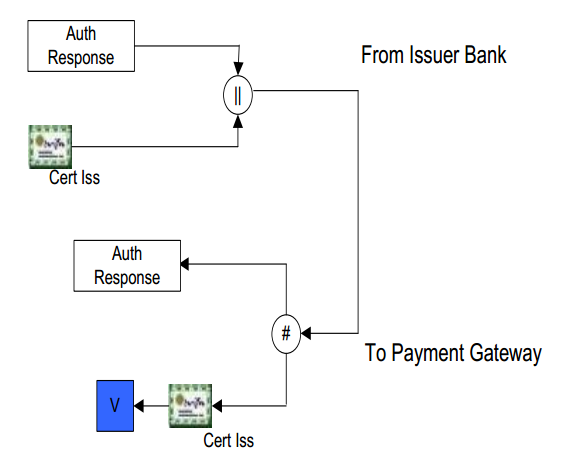 Auth
Response
From Issuer Bank
||
Cert Iss
Auth
Response
#
To Payment Gateway
V
Cert Iss